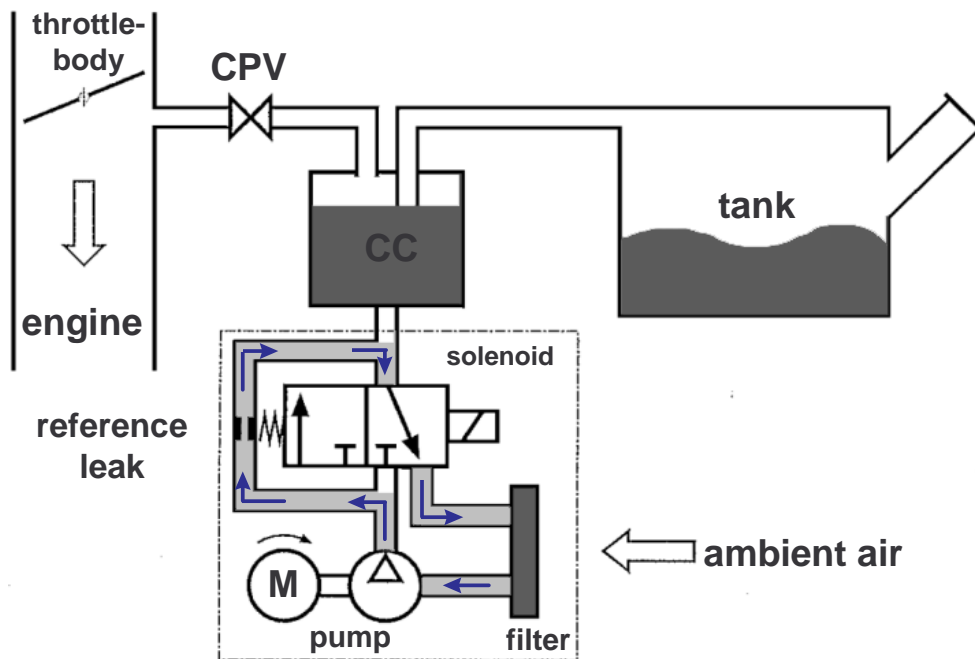 throttle-
body
CPV
tank
CC
engine
solenoid
reference
leak
ambient air
M
pump
filter